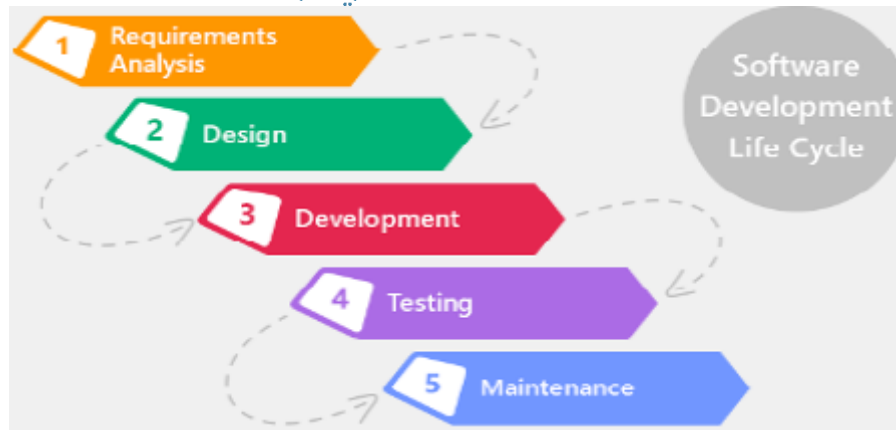 1
Requirements
Analysis
2
Design
3
Development
4
Testing
5
Maintenance
Software
Development
Life Cycle